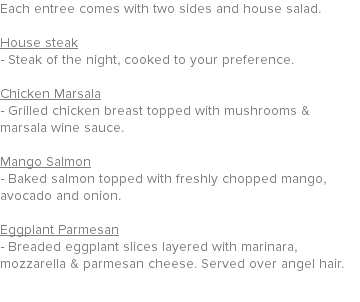 Each entree comes with two sides and house salad.
House steak
- Steak of the night, cooked to your preference.
Chicken Marsala
- Grilled chicken breast topped with mushrooms &
marsala wine sauce.
Mango Salmon
- Baked salmon topped with freshly chopped mango,
avocado and onion.
Eggplant Parmesan
- Breaded eggplant slices layered with marinara,
mozzarella & parmesan cheese. Served over angel hair.